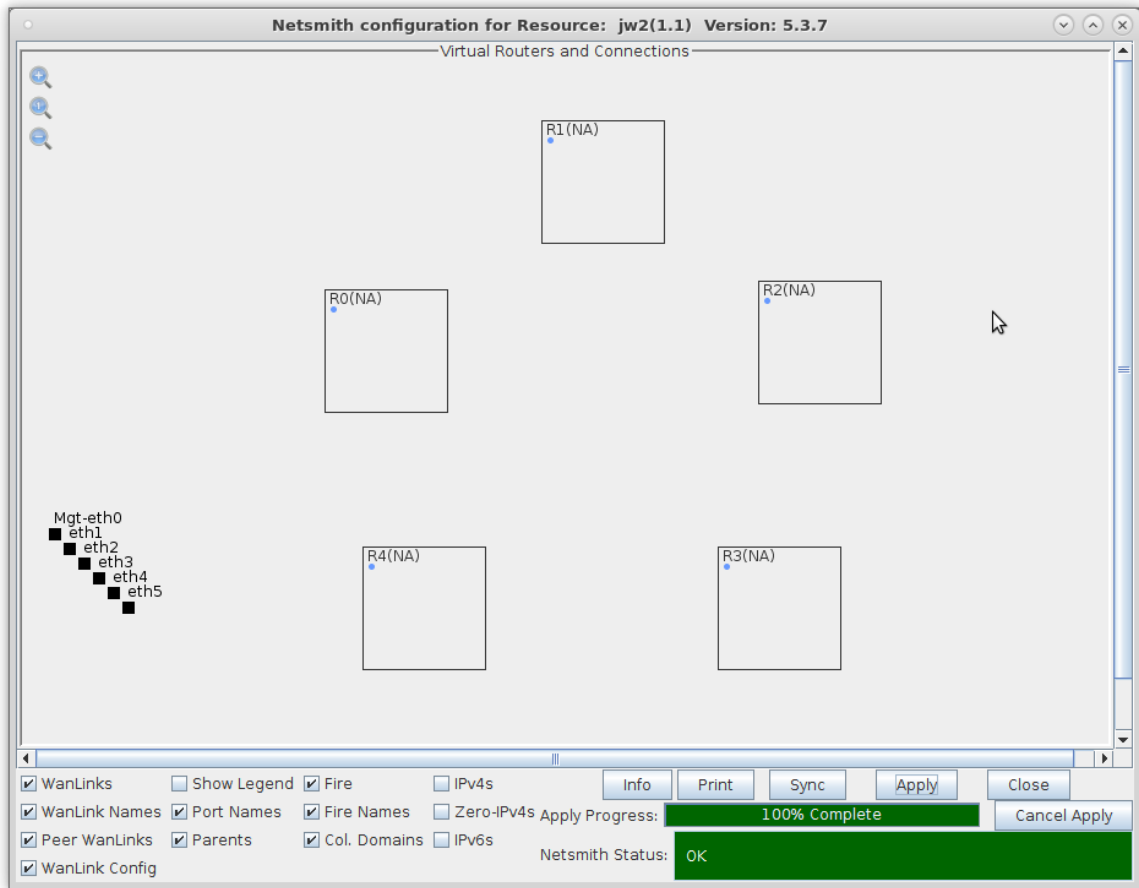 Netsmith configuration for Resource:  jw2(1.1)  Version: 5.3.7
Virtual Routers and Connections
R1(NA)
R0(NA)
R2(NA)
Mgt-eth0
eth1
eth2
eth3
eth4
eth5
R4(NA)
R3(NA)
WanLinks Show Legend Fire IPv4s Info Print Sync Apply Close
WanLink Names Port Names Fire Names Zero-IPv4s Apply Progress: 100% Complete Cancel Apply
Peer WanLinks Parents Col. Domains IPv6s Netsmith Status: OK
WanLink Config